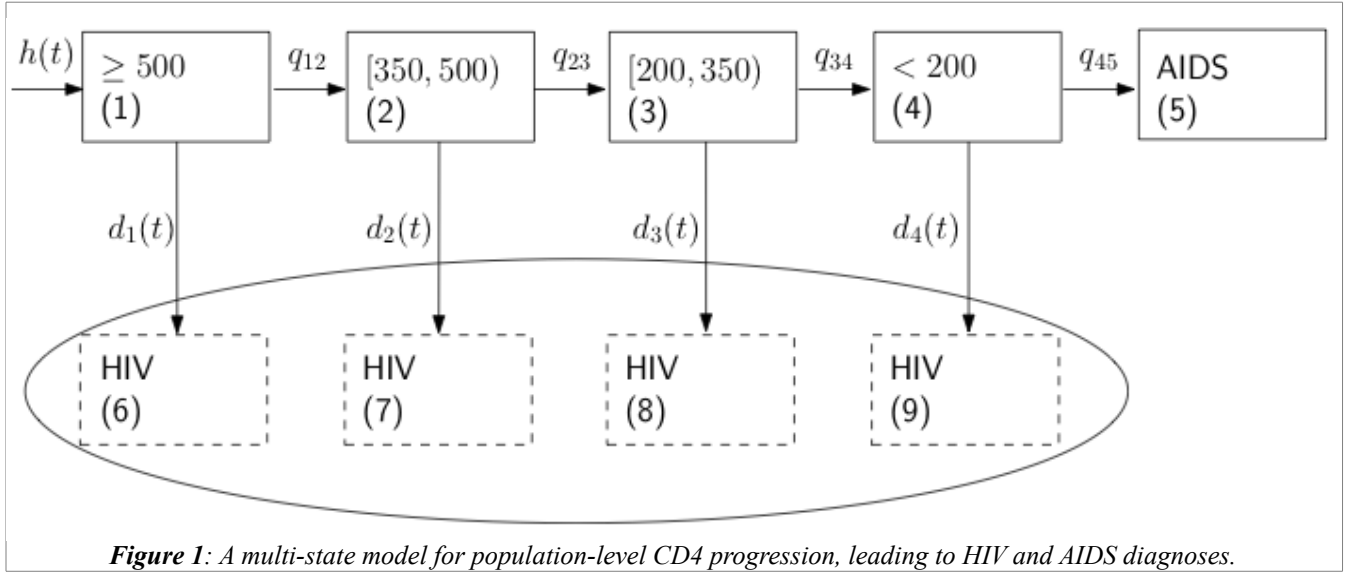 h(t)
≥ 500
(1)
q₁₂
[350, 500)
(2)
q₂₃
[200, 350)
(3)
q₃₄
< 200
(4)
q₄₅
AIDS
(5)
d₁(t)
d₂(t)
d₃(t)
d₄(t)
HIV
(6)
HIV
(7)
HIV
(8)
HIV
(9)
Figure 1: A multi-state model for population-level CD4 progression, leading to HIV and AIDS diagnoses.